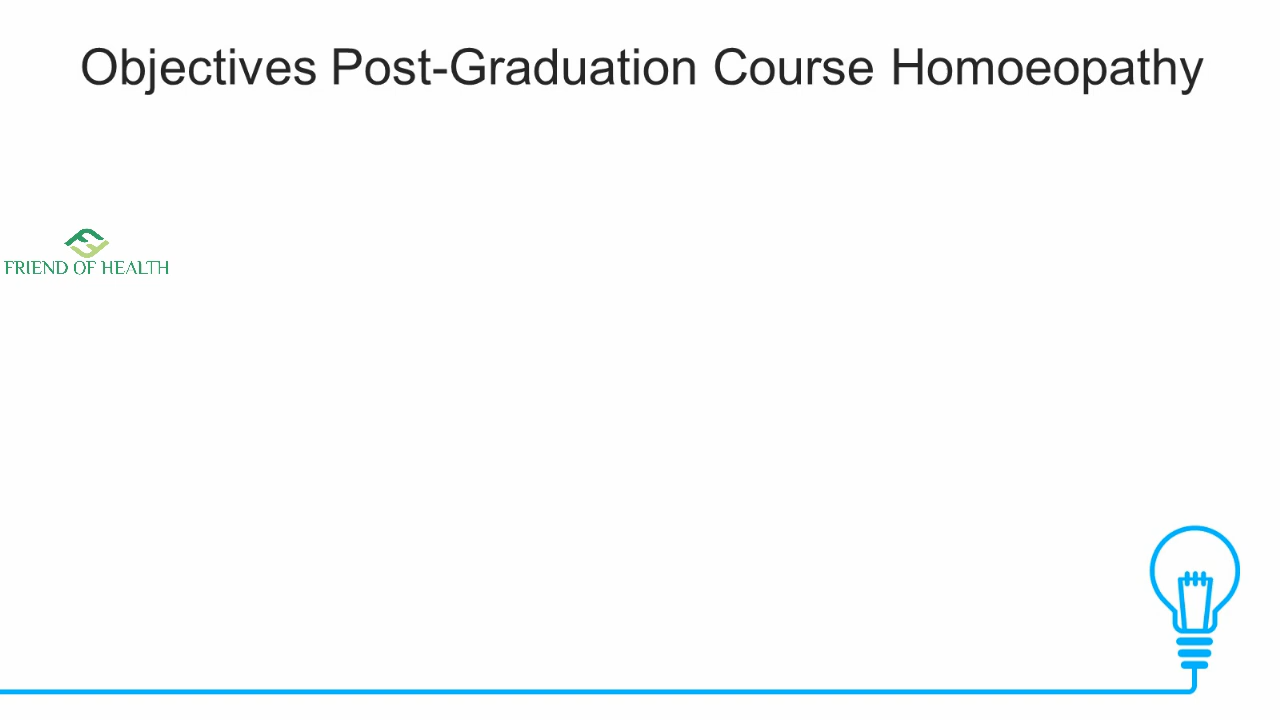 Objectives Post-Graduation Course Homoeopathy
FRIEND OF HEALTH